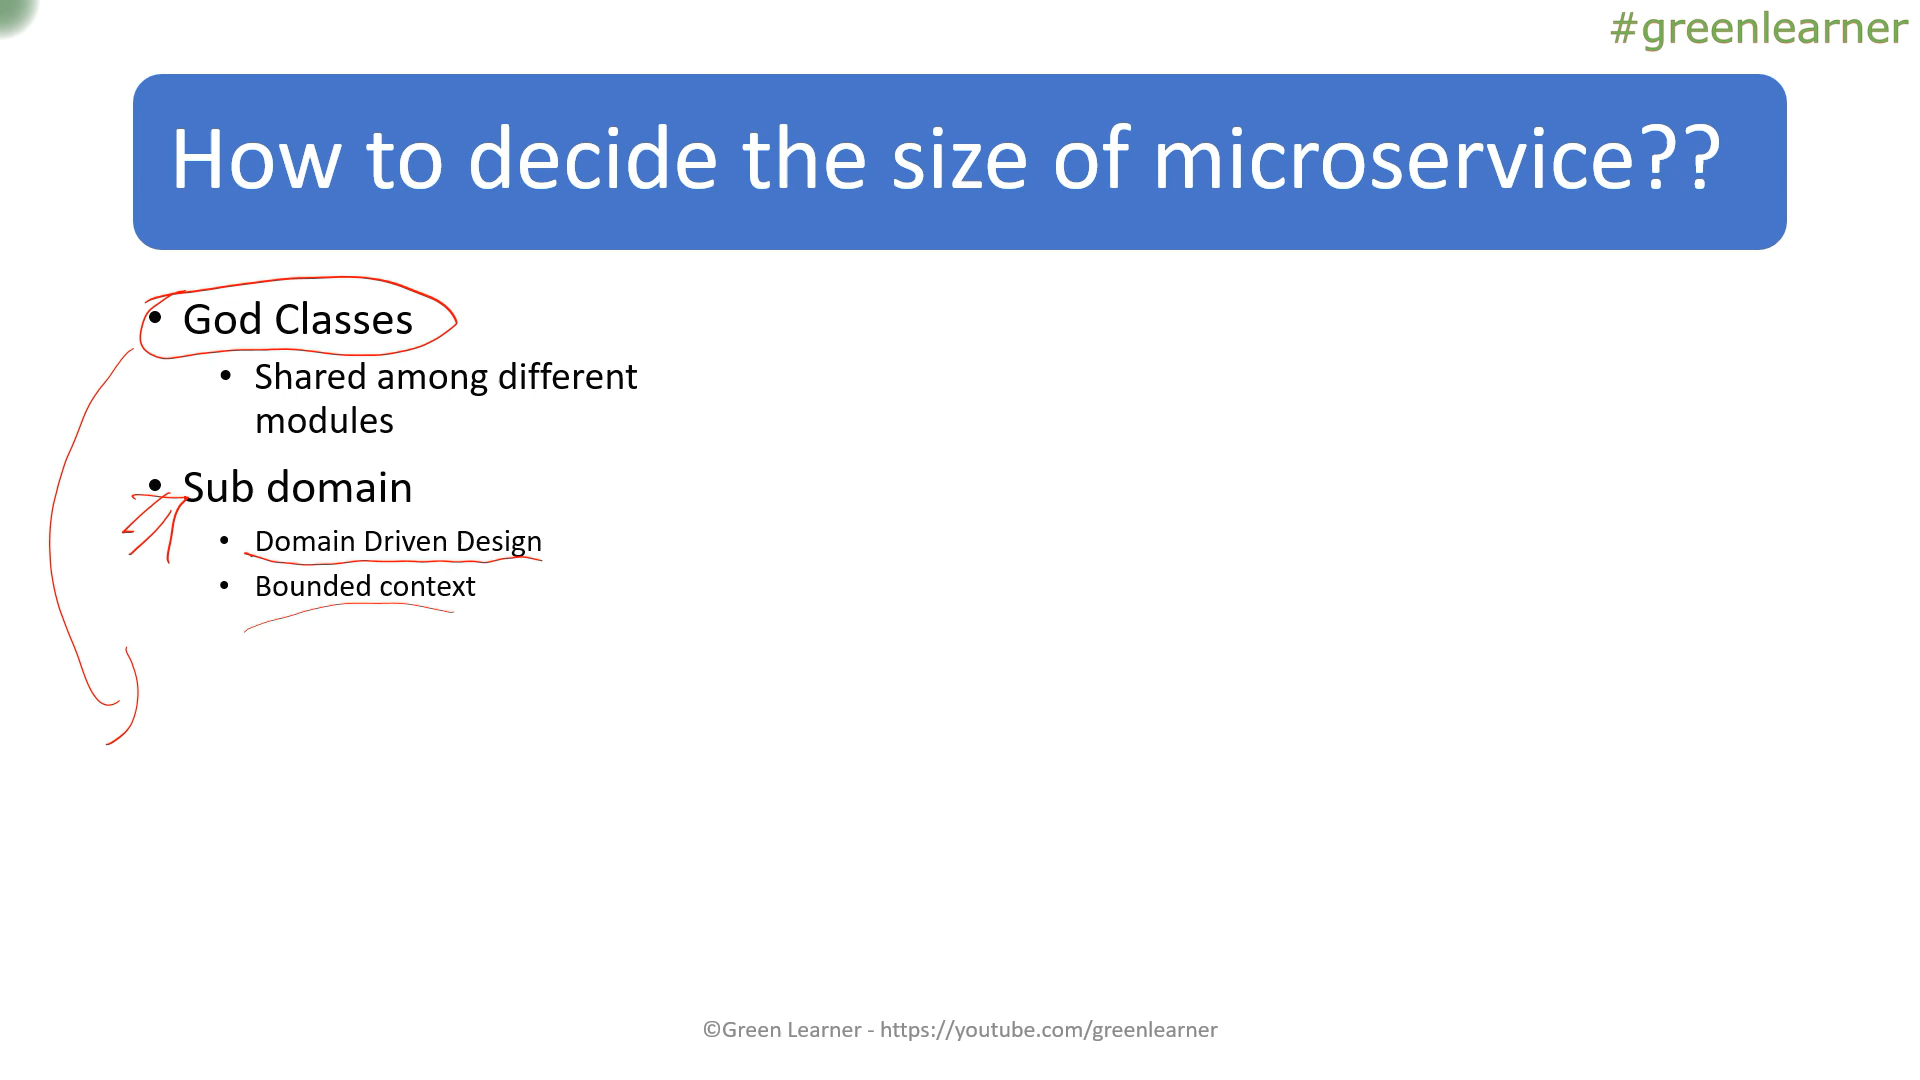 #greenlearner
How to decide the size of microservice??
• God Classes
• Shared among different
modules
• Sub domain
• Domain Driven Design
• Bounded context
©Green Learner - https://youtube.com/greenlearner